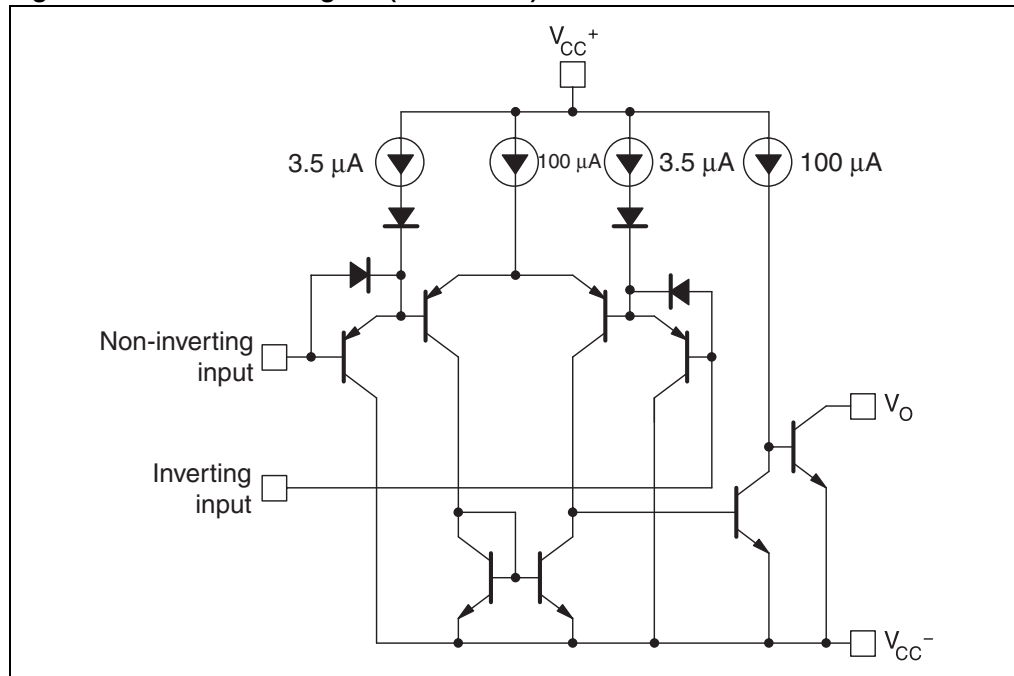 V_CC⁺
3.5 μA
100 μA
3.5 μA
100 μA
Non-inverting
input
V_O
Inverting
input
V_CC⁻